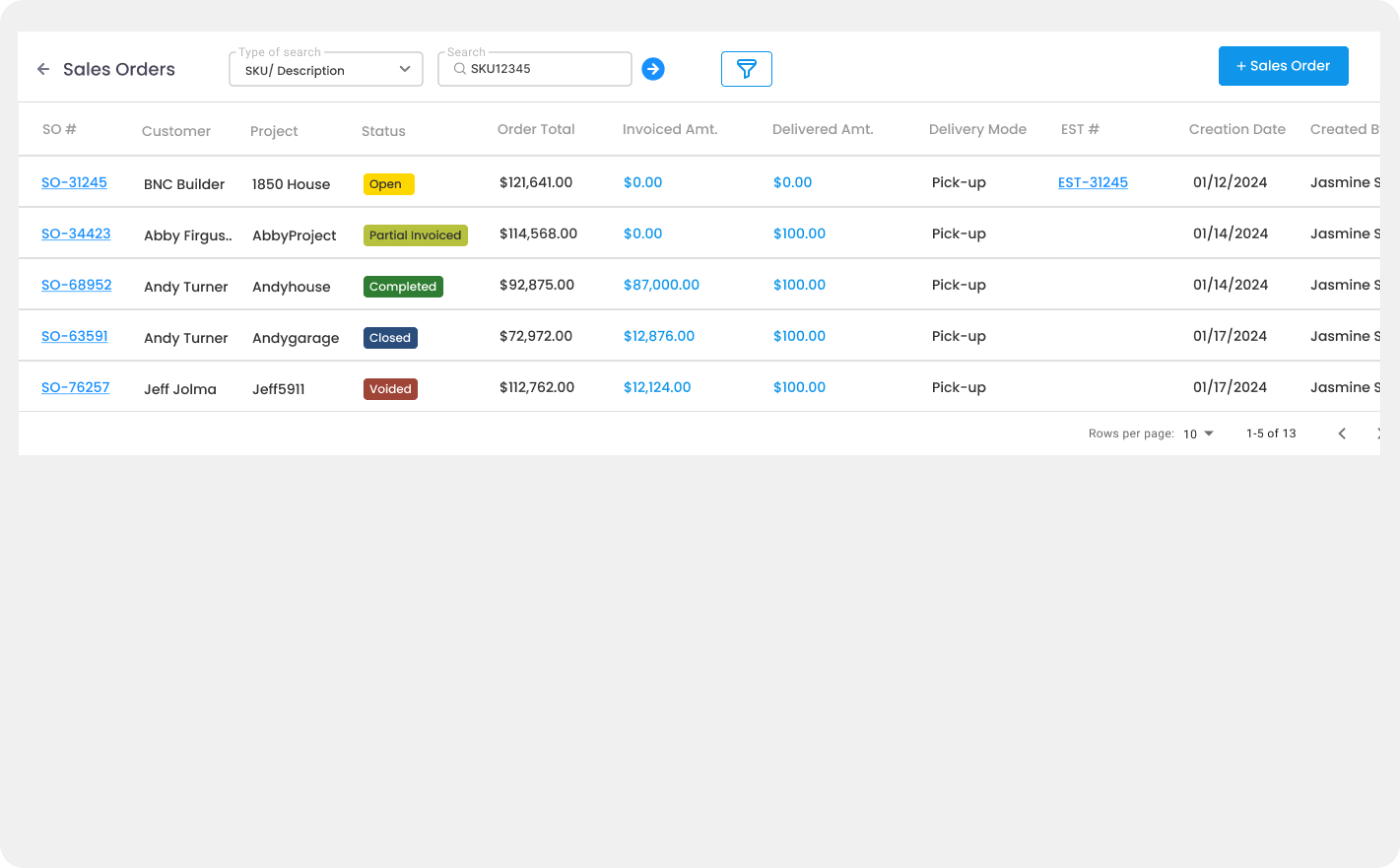 Type of search
Search
Sales Orders
SKU/ Description
SKU12345
+ Sales Order
SO # Customer Project Status Order Total Invoiced Amt. Delivered Amt. Delivery Mode EST # Creation Date Created
SO-31245 BNC Builder 1850 House Open $121,641.00 $0.00 $0.00 Pick-up EST-31245 01/12/2024 Jasmine
SO-34423 Abby Firgus.. AbbyProject Partial Invoiced $114,568.00 $0.00 $100.00 Pick-up 01/14/2024 Jasmine
SO-68952 Andy Turner Andyhouse Completed $92,875.00 $87,000.00 $100.00 Pick-up 01/14/2024 Jasmine
SO-63591 Andy Turner Andygarage Closed $72,972.00 $12,876.00 $100.00 Pick-up 01/17/2024 Jasmine
SO-76257 Jeff Jolma Jeff5911 Voided $112,762.00 $12,124.00 $100.00 Pick-up 01/17/2024 Jasmine
Rows per page: 10 1-5 of 13